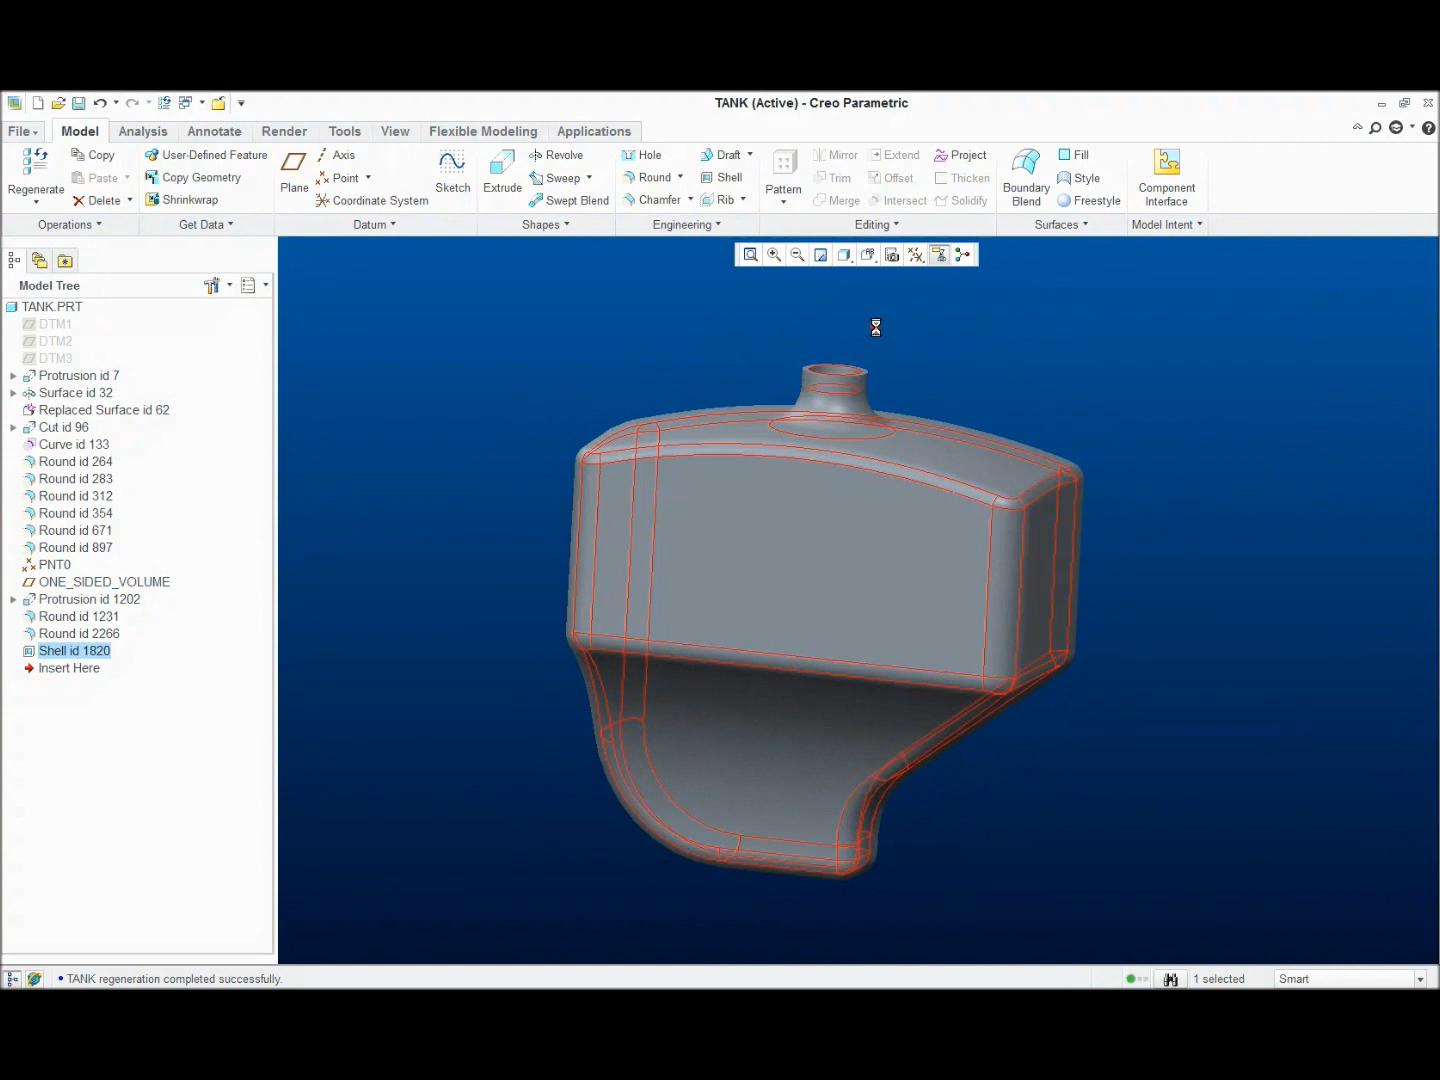 TANK (Active) - Creo Parametric
File Model Analysis Annotate Render Tools View Flexible Modeling Applications
Regenerate
Copy
Paste
Delete
User-Defined Feature
Copy Geometry
Shrinkwrap
Plane
Axis
Point
Coordinate System
Sketch
Extrude
Revolve
Sweep
Swept Blend
Hole
Round
Chamfer
Draft
Shell
Rib
Pattern
Mirror
Trim
Merge
Extend
Offset
Intersect
Project
Thicken
Solidify
Boundary
Blend
Fill
Style
Freestyle
Component
Interface
Operations Get Data Datum Shapes Engineering Editing Surfaces Model Intent
Model Tree
TANK.PRT
DTM1
DTM2
DTM3
Protrusion id 7
Surface id 32
Replaced Surface id 62
Cut id 96
Curve id 133
Round id 264
Round id 283
Round id 312
Round id 354
Round id 671
Round id 897
PNT0
ONE_SIDED_VOLUME
Protrusion id 1202
Round id 1231
Round id 2266
Shell id 1820
Insert Here
• TANK regeneration completed successfully.
1 selected
Smart